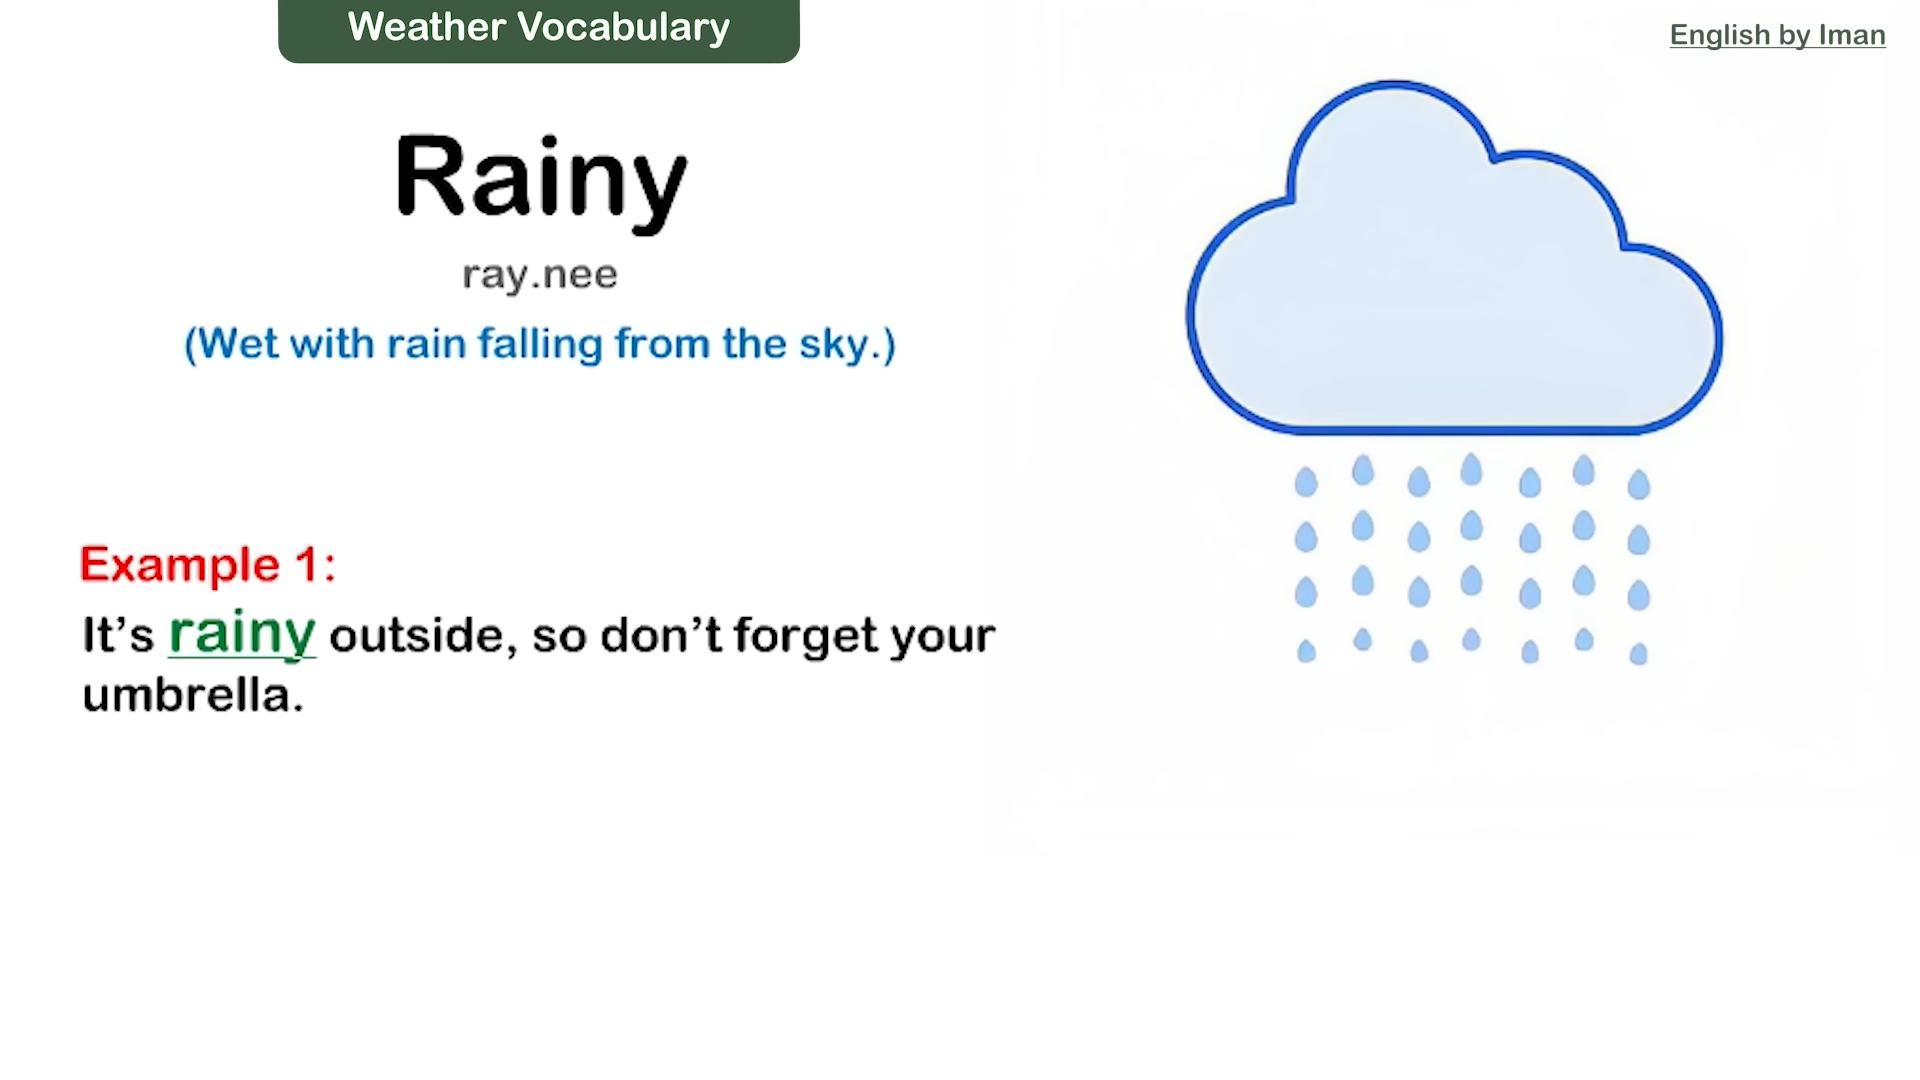 Weather Vocabulary
English by Iman
Rainy
ray.nee
(Wet with rain falling from the sky.)
Example 1:
It’s rainy outside, so don’t forget your
umbrella.